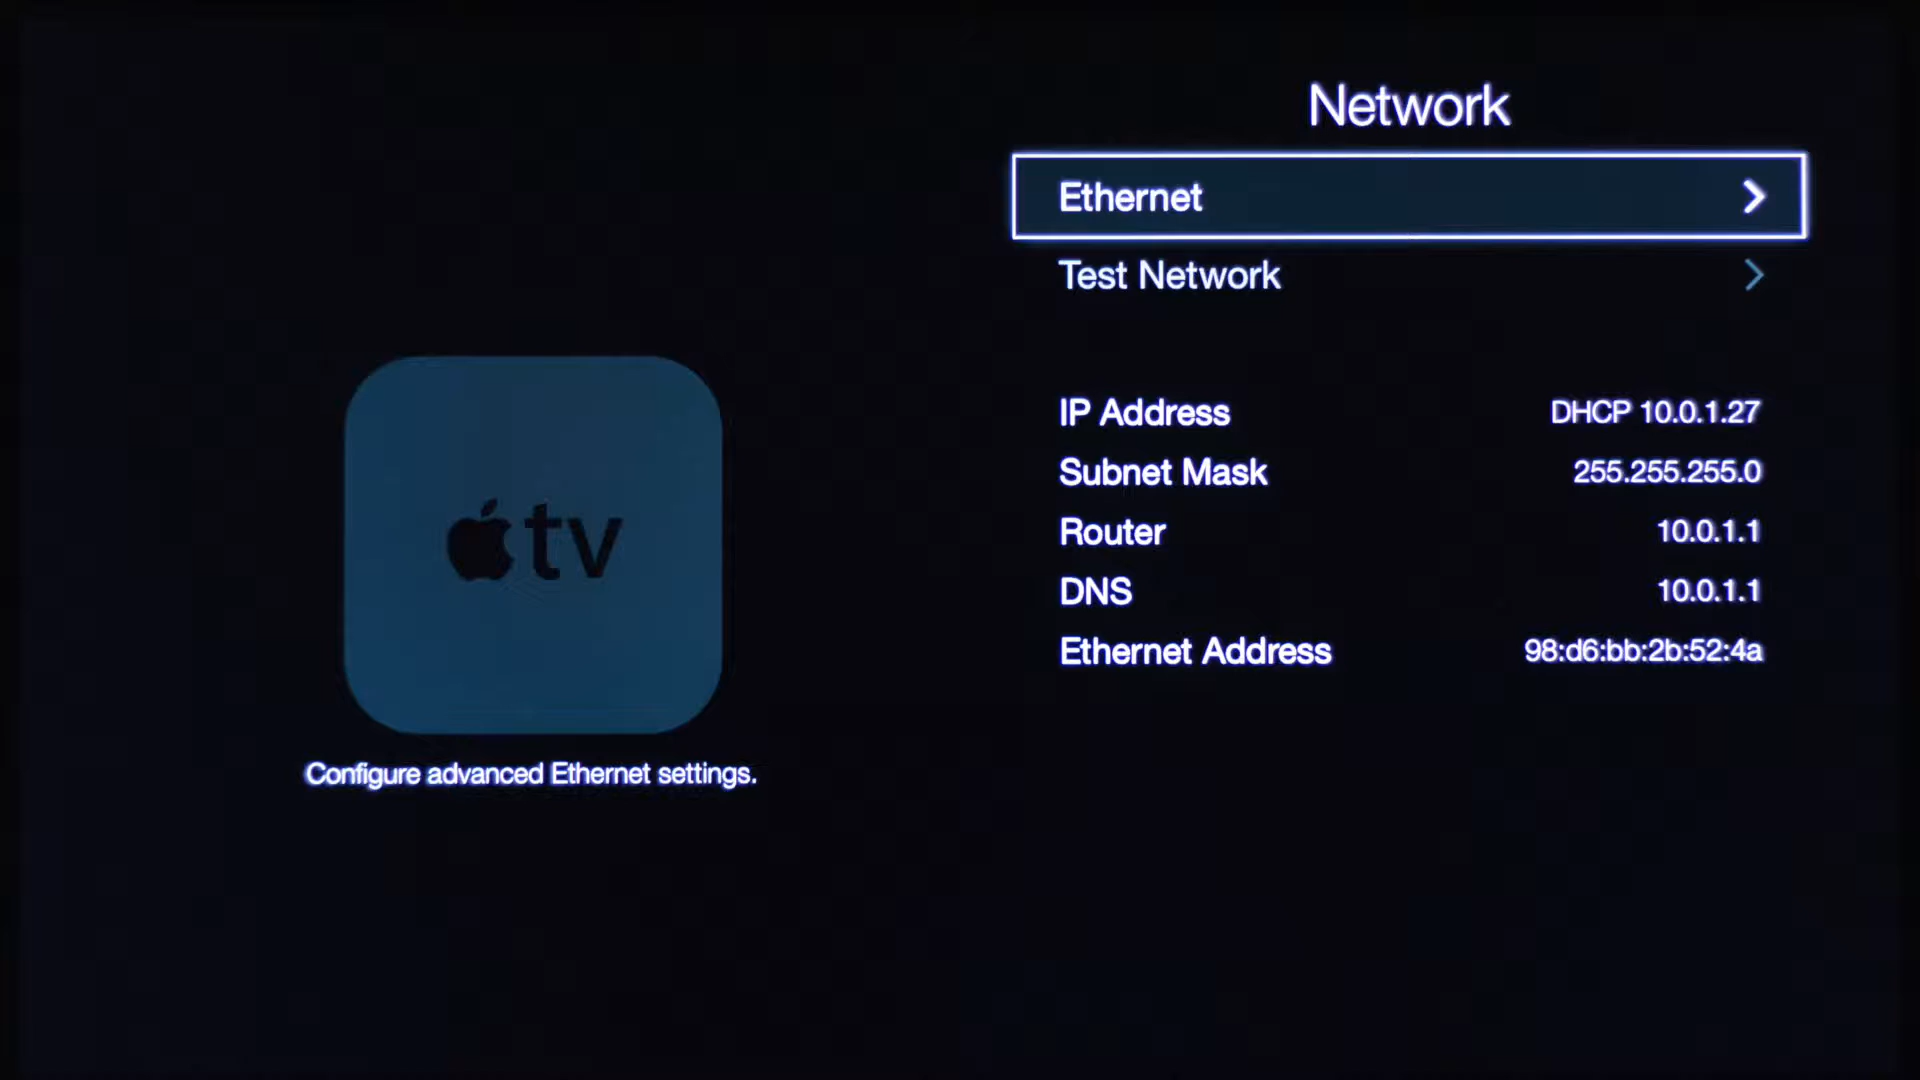 Network
Ethernet
Test Network
IP Address DHCP 10.0.1.27
Subnet Mask 255.255.255.0
Router 10.0.1.1
DNS 10.0.1.1
Ethernet Address 98:d6:bb:2b:52:4a
tv
Configure advanced Ethernet settings.